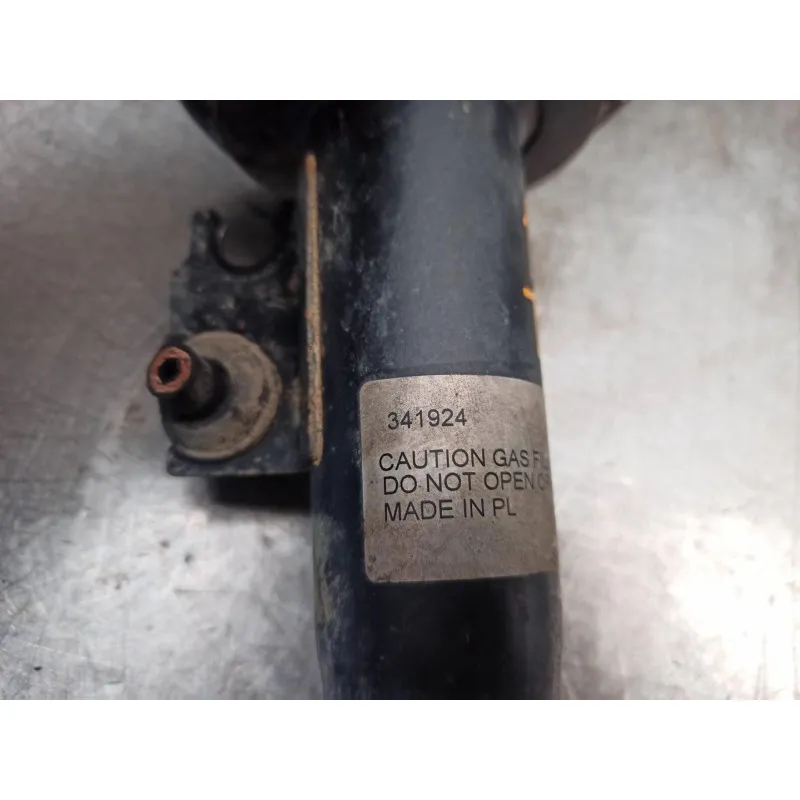 341924
CAUTION GAS
DO NOT OPEN
MADE IN PL